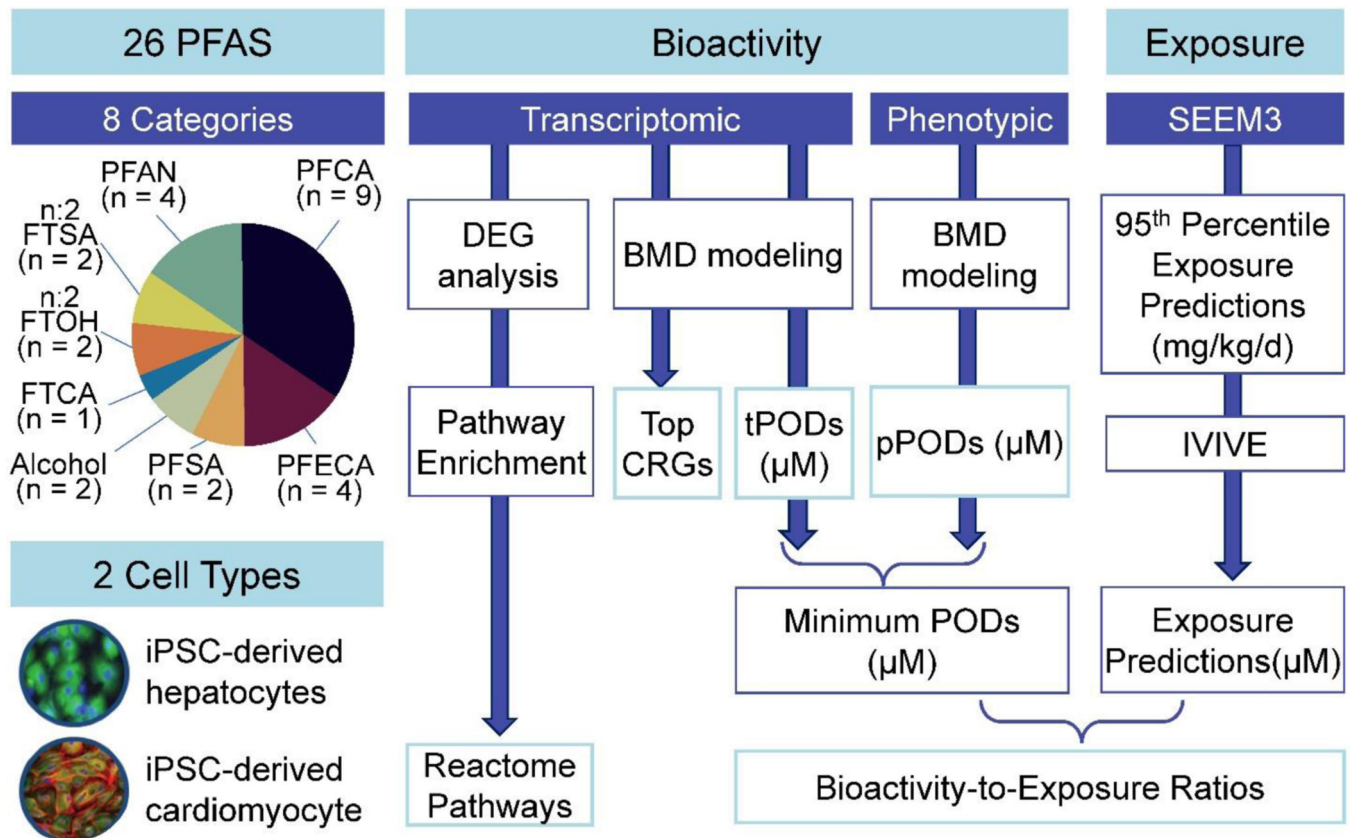 26 PFAS
8 Categories
PFAN
(n = 4)
PFCA
(n = 9)
n:2
FTSA
(n = 2)
n:2
FTOH
(n = 2)
FTCA
(n = 1)
Alcohol
(n = 2)
PFSA
(n = 2)
PFECA
(n = 4)
2 Cell Types
iPSC-derived
hepatocytes
iPSC-derived
cardiomyocyte
Bioactivity
Transcriptomic
Phenotypic
DEG
analysis
BMD modeling
BMD
modeling
Pathway
Enrichment
Top
CRGs
tPODs
(µM)
pPODs (µM)
Minimum PODs
(µM)
Reactome
Pathways
Exposure
SEEM3
95th Percentile
Exposure
Predictions
(mg/kg/d)
IVIVE
Exposure
Predictions(µM)
Bioactivity-to-Exposure Ratios